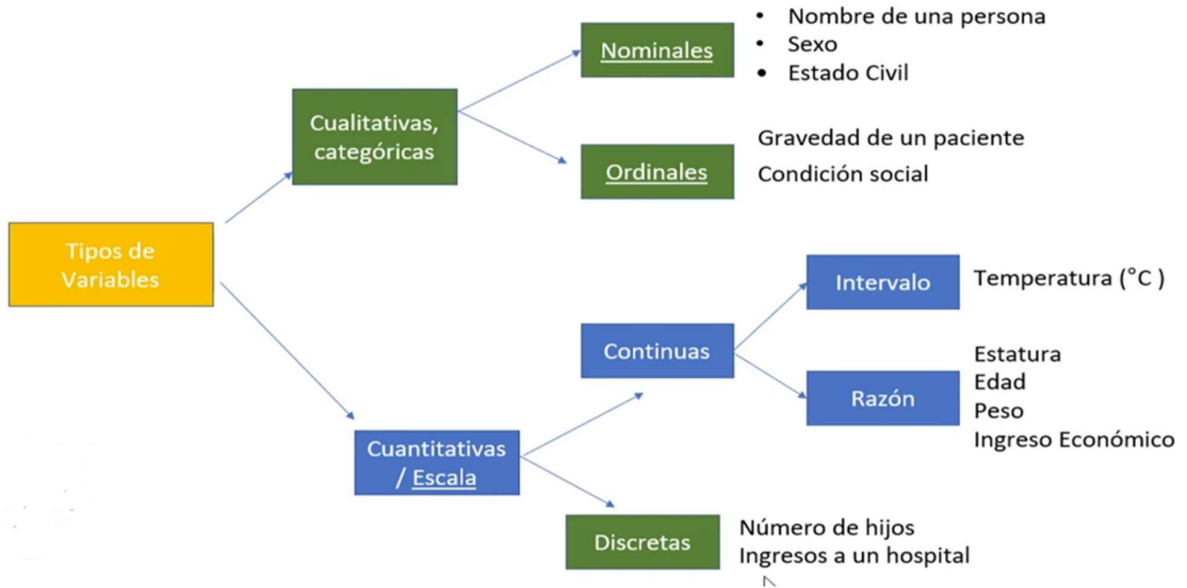 Tipos de
Variables
Cualitativas,
categóricas
Nominales
• Nombre de una persona
• Sexo
• Estado Civil
Ordinales
Gravedad de un paciente
Condición social
Cuantitativas
/ Escala
Continuas
Intervalo
Temperatura (°C )
Razón
Estatura
Edad
Peso
Ingreso Económico
Discretas
Número de hijos
Ingresos a un hospital